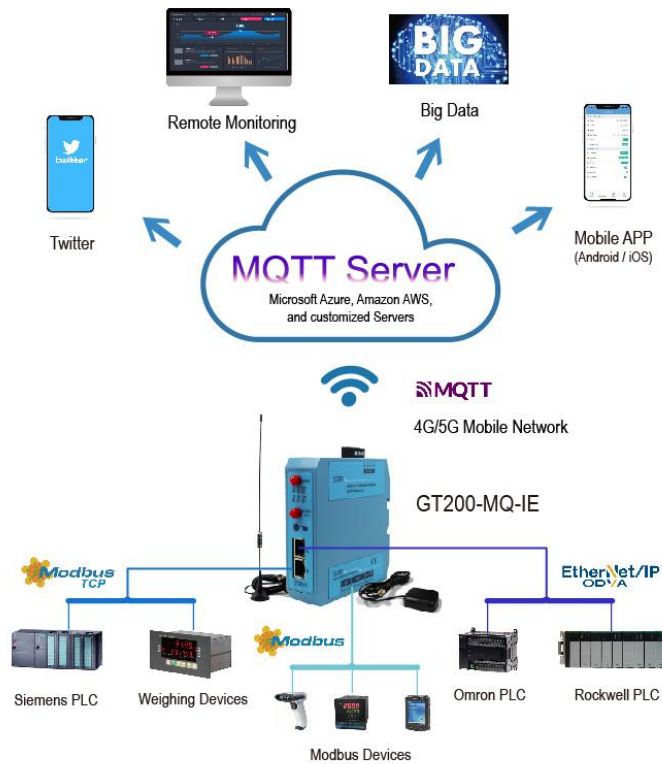 BIG
DATA
Remote Monitoring
Big Data
twitter
Twitter
Mobile APP
(Android / iOS)
MQTT Server
Microsoft Azure, Amazon AWS,
and customized Servers
MQTT
4G/5G Mobile Network
GT200-MQ-IE
Modbus
TCP
EtherNet/IP
ODVA
Modbus
Siemens PLC
Weighing Devices
Omron PLC
Rockwell PLC
Modbus Devices